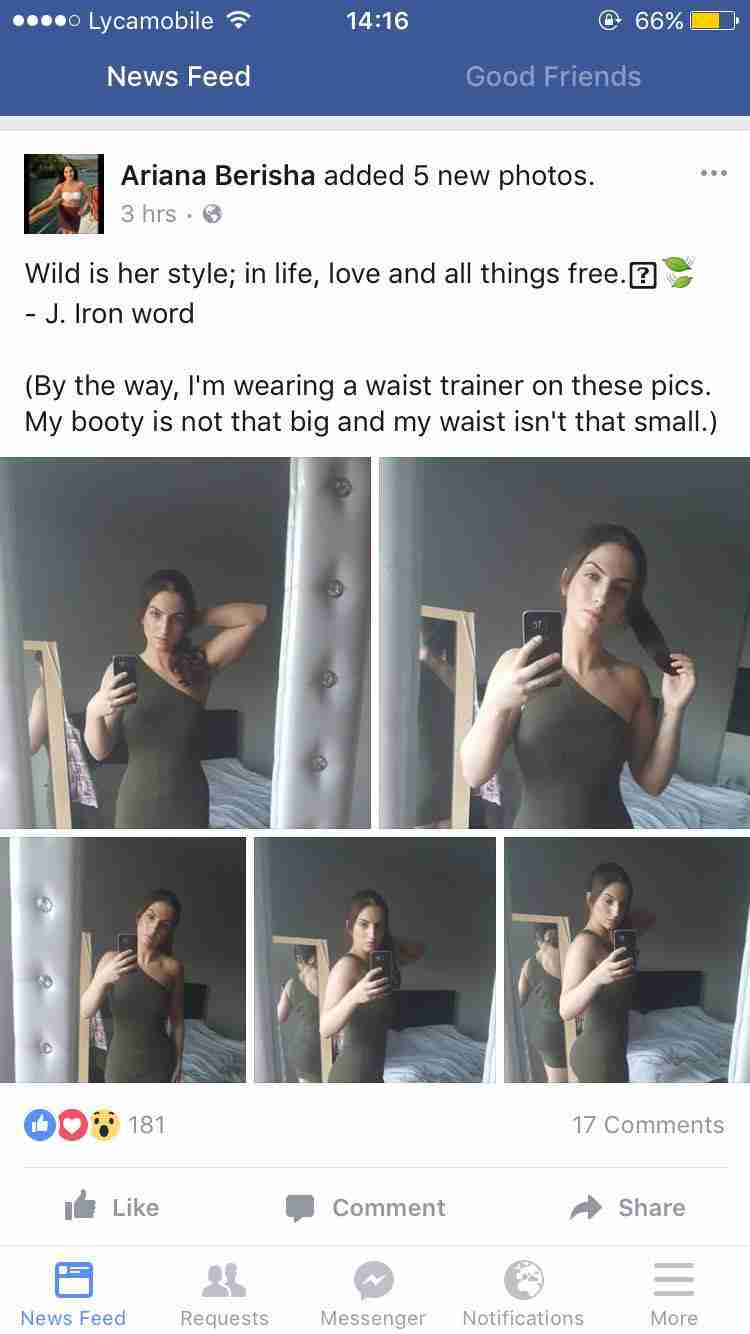 Lycamobile 14:16 66%
News Feed Good Friends
Ariana Berisha added 5 new photos.
3 hrs ·
Wild is her style; in life, love and all things free.
- J. Iron word
(By the way, I'm wearing a waist trainer on these pics.
My booty is not that big and my waist isn't that small.)
181 17 Comments
Like Comment Share
News Feed Requests Messenger Notifications More